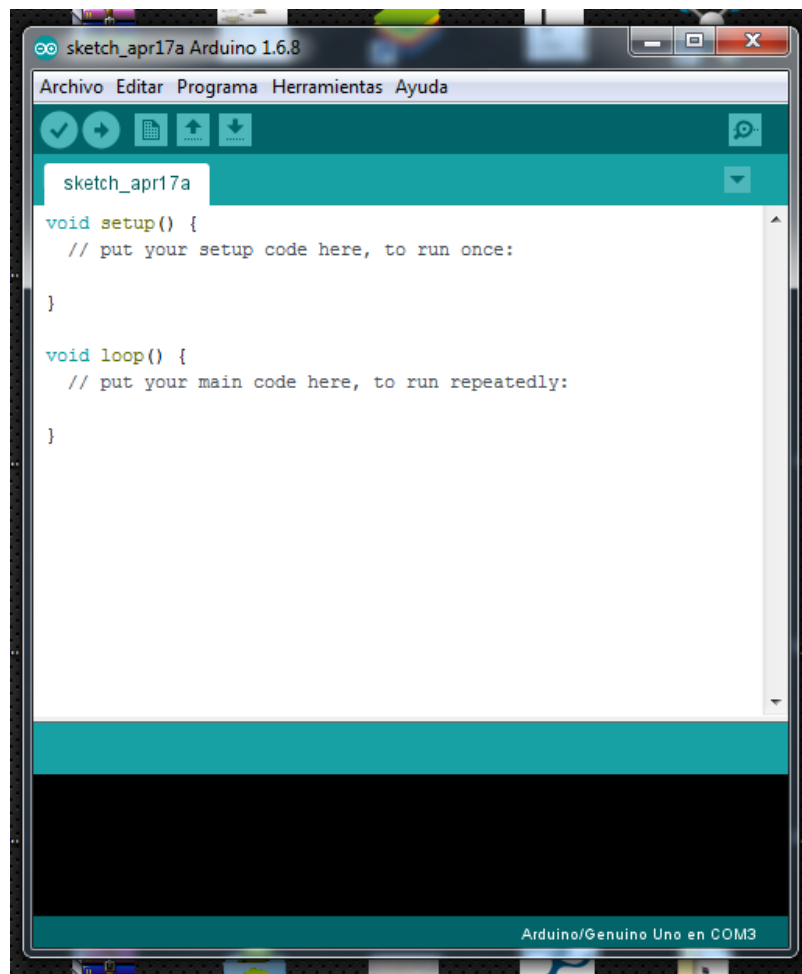 sketch_apr17a Arduino 1.6.8
Archivo Editar Programa Herramientas Ayuda
sketch_apr17a
void setup() {
  // put your setup code here, to run once:
}
void loop() {
  // put your main code here, to run repeatedly:
}
Arduino/Genuino Uno en COM3